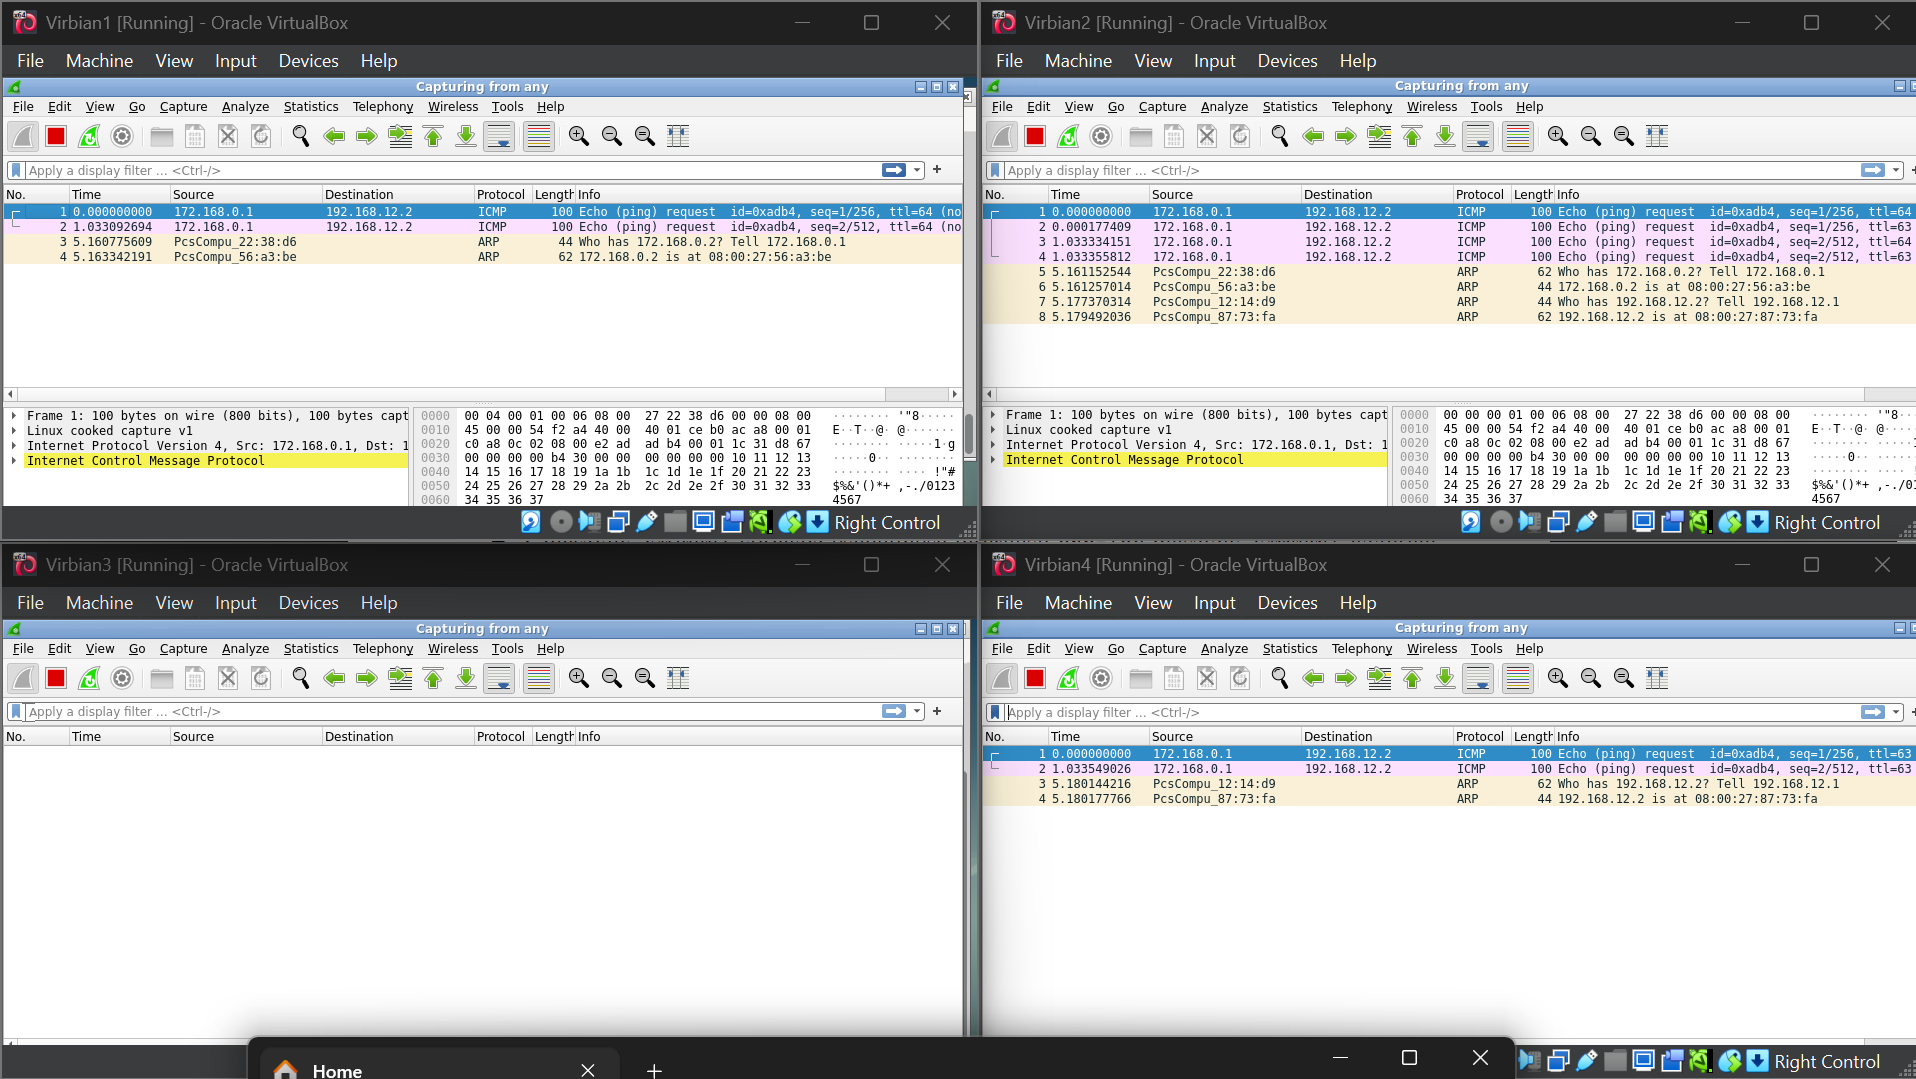 Virbian1 [Running] - Oracle VirtualBox
File Machine View Input Devices Help
Capturing from any
File Edit View Go Capture Analyze Statistics Telephony Wireless Tools Help
Apply a display filter ... <Ctrl-/>
No. Time Source Destination Protocol Length Info
1 0.000000000 172.168.0.1 192.168.12.2 ICMP 100 Echo (ping) request id=0xadb4, seq=1/256, ttl=64 (no
2 1.033092694 172.168.0.1 192.168.12.2 ICMP 100 Echo (ping) request id=0xadb4, seq=2/512, ttl=64 (no
3 5.160775609 PcsCompu_22:38:d6 ARP 44 Who has 172.168.0.2? Tell 172.168.0.1
4 5.163342191 PcsCompu_56:a3:be ARP 62 172.168.0.2 is at 08:00:27:56:a3:be
Frame 1: 100 bytes on wire (800 bits), 100 bytes capt
Linux cooked capture v1
Internet Protocol Version 4, Src: 172.168.0.1, Dst: 1
Internet Control Message Protocol
0000 00 04 00 01 00 06 08 00 27 22 38 d6 00 00 08 00 ········ '"8·····
0010 45 00 00 54 f2 a4 40 00 40 01 ce b0 ac a8 00 01 E··T··@· @·······
0020 c0 a8 0c 02 08 00 e2 ad ad b4 00 01 1c 31 d8 67 ········ ·····1·g
0030 00 00 00 00 b4 30 00 00 00 00 00 00 10 11 12 13 ·····0·· ········
0040 14 15 16 17 18 19 1a 1b 1c 1d 1e 1f 20 21 22 23 ········ ···· !"#
0050 24 25 26 27 28 29 2a 2b 2c 2d 2e 2f 30 31 32 33 $%&'()*+ ,-./0123
0060 34 35 36 37 4567
Right Control
Virbian2 [Running] - Oracle VirtualBox
File Machine View Input Devices Help
Capturing from any
File Edit View Go Capture Analyze Statistics Telephony Wireless Tools Help
Apply a display filter ... <Ctrl-/>
No. Time Source Destination Protocol Length Info
1 0.000000000 172.168.0.1 192.168.12.2 ICMP 100 Echo (ping) request id=0xadb4, seq=1/256, ttl=64
2 0.000177409 172.168.0.1 192.168.12.2 ICMP 100 Echo (ping) request id=0xadb4, seq=1/256, ttl=63
3 1.033334151 172.168.0.1 192.168.12.2 ICMP 100 Echo (ping) request id=0xadb4, seq=2/512, ttl=64
4 1.033355812 172.168.0.1 192.168.12.2 ICMP 100 Echo (ping) request id=0xadb4, seq=2/512, ttl=63
5 5.161152544 PcsCompu_22:38:d6 ARP 62 Who has 172.168.0.2? Tell 172.168.0.1
6 5.161257014 PcsCompu_56:a3:be ARP 44 172.168.0.2 is at 08:00:27:56:a3:be
7 5.177370314 PcsCompu_12:14:d9 ARP 44 Who has 192.168.12.2? Tell 192.168.12.1
8 5.179492036 PcsCompu_87:73:fa ARP 62 192.168.12.2 is at 08:00:27:87:73:fa
Frame 1: 100 bytes on wire (800 bits), 100 bytes capt
Linux cooked capture v1
Internet Protocol Version 4, Src: 172.168.0.1, Dst: 1
Internet Control Message Protocol
0000 00 00 00 01 00 06 08 00 27 22 38 d6 00 00 08 00 ········ '"8·····
0010 45 00 00 54 f2 a4 40 00 40 01 ce b0 ac a8 00 01 E··T··@· @·······
0020 c0 a8 0c 02 08 00 e2 ad ad b4 00 01 1c 31 d8 67 ········ ·····1
0030 00 00 00 00 b4 30 00 00 00 00 00 00 10 11 12 13 ·····0·· ········
0040 14 15 16 17 18 19 1a 1b 1c 1d 1e 1f 20 21 22 23 ········ ···· !"
0050 24 25 26 27 28 29 2a 2b 2c 2d 2e 2f 30 31 32 33 $%&'()*+ ,-./01
0060 34 35 36 37 4567
Right Control
Virbian3 [Running] - Oracle VirtualBox
File Machine View Input Devices Help
Capturing from any
File Edit View Go Capture Analyze Statistics Telephony Wireless Tools Help
Apply a display filter ... <Ctrl-/>
No. Time Source Destination Protocol Length Info
Virbian4 [Running] - Oracle VirtualBox
File Machine View Input Devices Help
Capturing from any
File Edit View Go Capture Analyze Statistics Telephony Wireless Tools Help
Apply a display filter ... <Ctrl-/>
No. Time Source Destination Protocol Length Info
1 0.000000000 172.168.0.1 192.168.12.2 ICMP 100 Echo (ping) request id=0xadb4, seq=1/256, ttl=63
2 1.033549026 172.168.0.1 192.168.12.2 ICMP 100 Echo (ping) request id=0xadb4, seq=2/512, ttl=63
3 5.180144216 PcsCompu_12:14:d9 ARP 62 Who has 192.168.12.2? Tell 192.168.12.1
4 5.180177766 PcsCompu_87:73:fa ARP 44 192.168.12.2 is at 08:00:27:87:73:fa
Right Control
Home